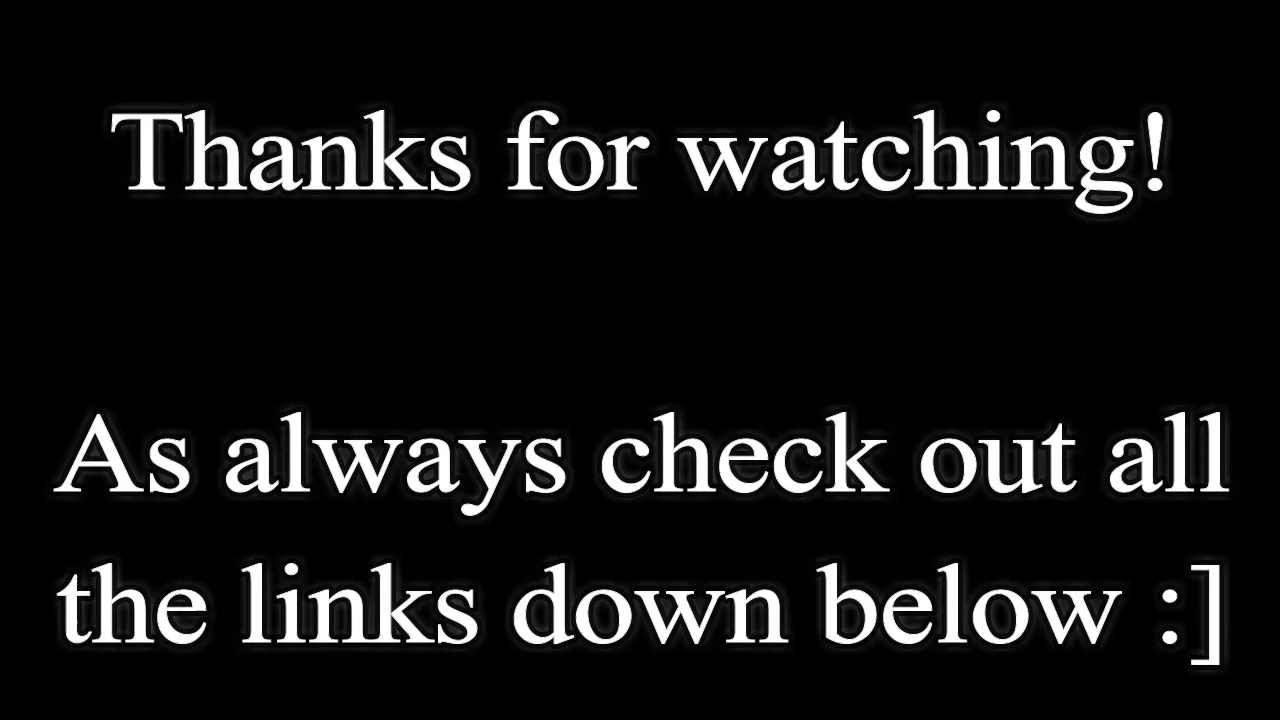 Thanks for watching!
As always check out all
the links down below :]